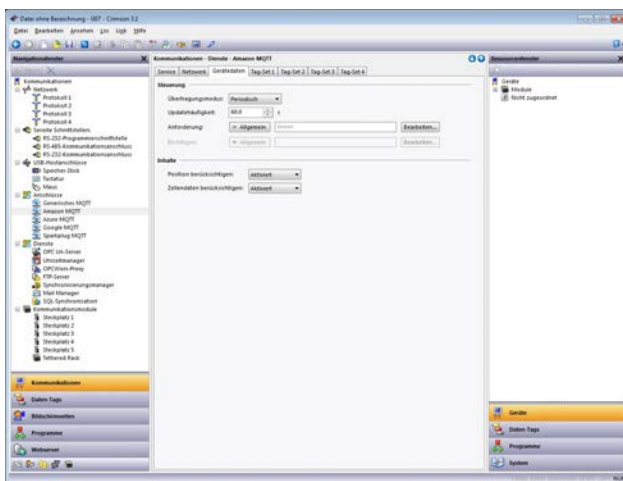 Datei ohne Bezeichnung - G07 - Crimson 3.1
Datei Bearbeiten Ansehen Los Link Hilfe
Navigationsfenster
Kommunikationen
Netzwerk
Protokoll 1
Protokoll 2
Protokoll 3
Protokoll 4
Serielle Schnittstellen
RS-232-Programmierschnittstelle
RS-485-Kommunikationsanschluss
RS-232-Kommunikationsanschluss
USB-Hostanschlüsse
Speicher-Stick
Tastatur
Maus
Anschlüsse
Generisches MQTT
Amazon MQTT
Azure MQTT
Google MQTT
Sparkplug MQTT
Dienste
OPC UA-Server
Uhrzeitmanager
OPCWorx-Proxy
FTP-Server
Synchronisierungsmanager
Mail Manager
SQL-Synchronisation
Kommunikationsmodule
Steckplatz 1
Steckplatz 2
Steckplatz 3
Steckplatz 4
Steckplatz 5
Tethered Rack
Kommunikationen
Daten-Tags
Bildschirmseiten
Programme
Webserver
Kommunikationen - Dienste - Amazon MQTT
Service Netzwerk Gerätedaten Tag-Set 1 Tag-Set 2 Tag-Set 3 Tag-Set 4
Steuerung
Übertragungsmodus: Periodisch
Updatehäufigkeit: 60.0 s
Anforderung: Allgemein Bearbeiten...
Bestätigen: Allgemein Bearbeiten...
Inhalte
Position berücksichtigen: Aktiviert
Zellendaten berücksichtigen: Aktiviert
Ressourcenfenster
Geräte
Module
Nicht zugeordnet
Geräte
Daten-Tags
Programme
System